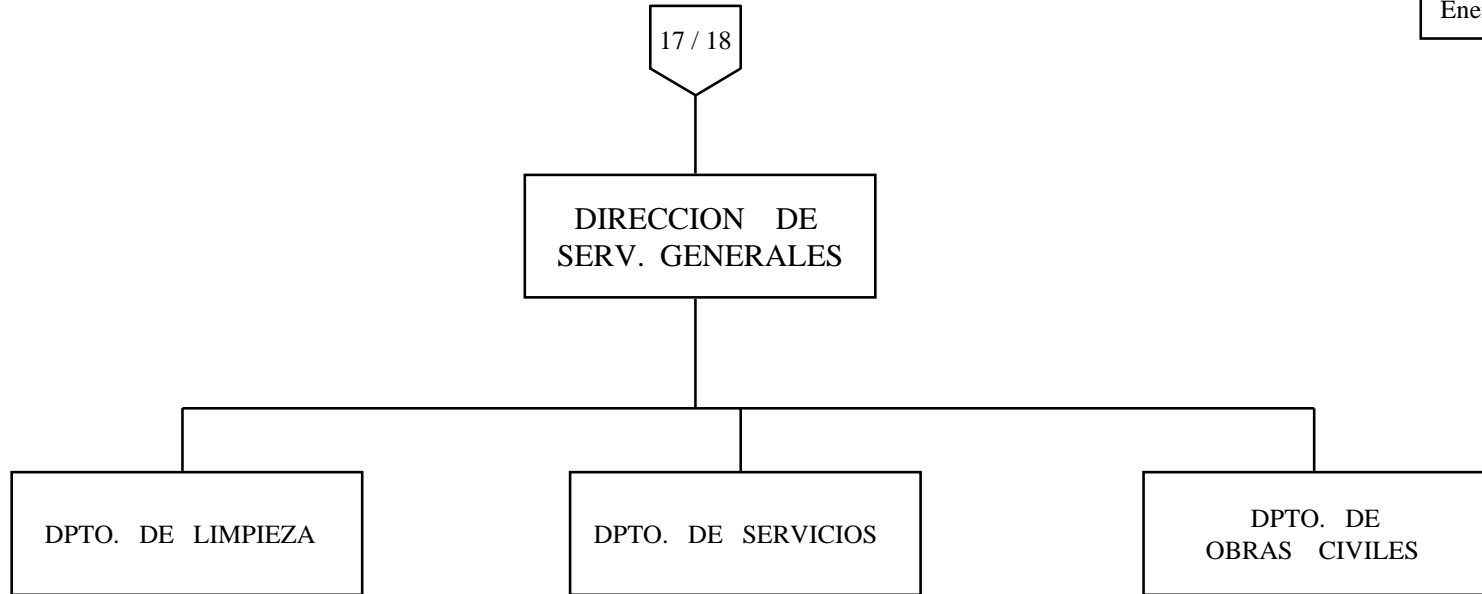 17 / 18
Ene
DIRECCION DE
SERV. GENERALES
DPTO. DE LIMPIEZA
DPTO. DE SERVICIOS
DPTO. DE
OBRAS CIVILES